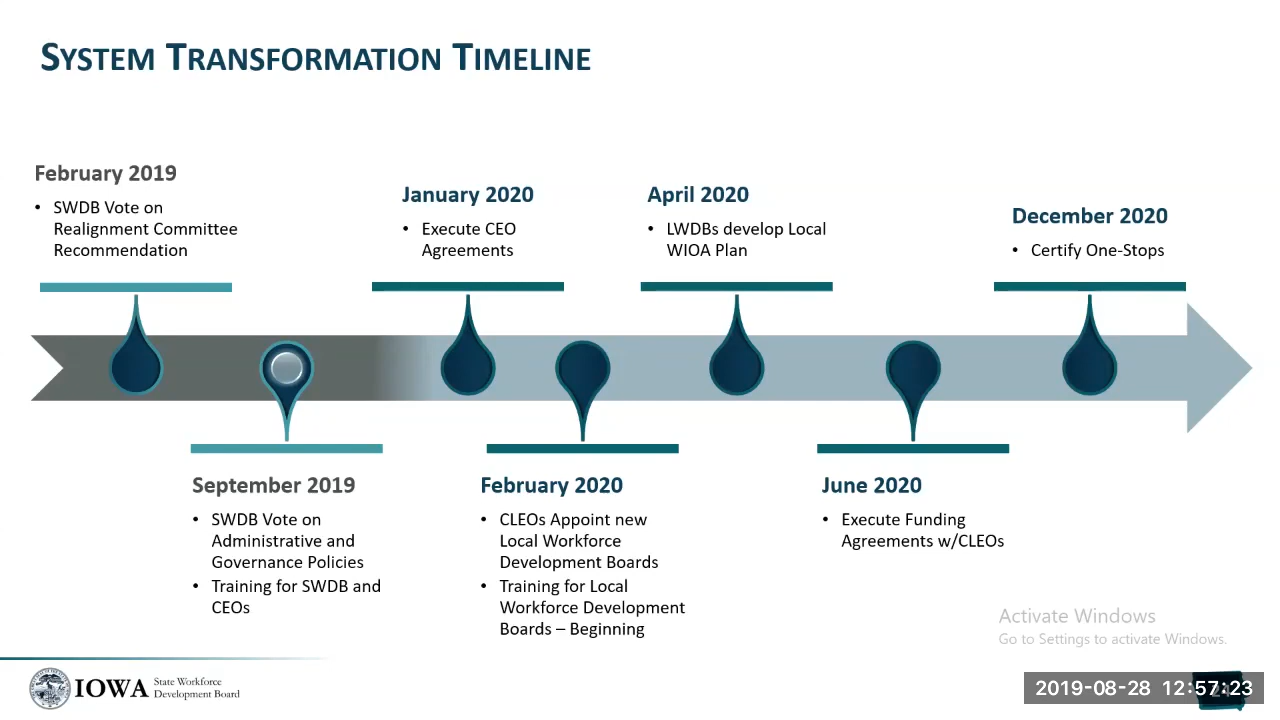 SYSTEM TRANSFORMATION TIMELINE
February 2019
• SWDB Vote on
Realignment Committee
Recommendation
January 2020
• Execute CEO
Agreements
April 2020
• LWDBs develop Local
WIOA Plan
December 2020
• Certify One-Stops
September 2019
• SWDB Vote on
Administrative and
Governance Policies
• Training for SWDB and
CEOs
February 2020
• CLEOs Appoint new
Local Workforce
Development Boards
• Training for Local
Workforce Development
Boards – Beginning
June 2020
• Execute Funding
Agreements w/CLEOs
Activate Windows
Go to Settings to activate Windows.
IOWA State Workforce
Development Board
2019-08-28 12:57:23